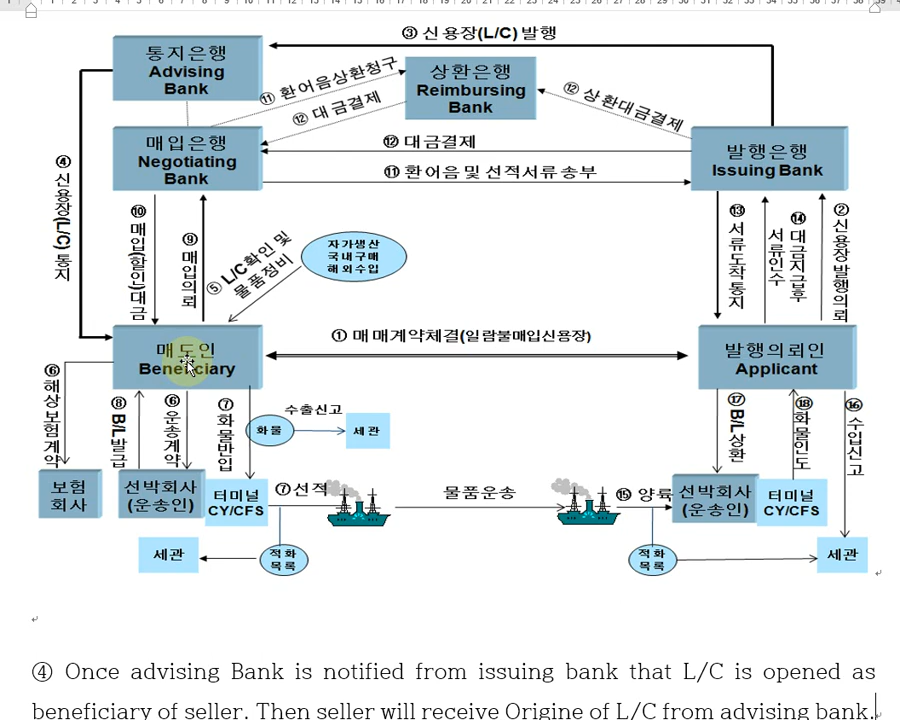 ③ 신용장(L/C) 발행
통지은행
Advising
Bank
⑪ 환어음상환청구
⑫ 대금결제
상환은행
Reimbursing
Bank
⑫ 상환대금결제
매입은행
Negotiating
Bank
⑫ 대금결제
⑪ 환어음 및 선적서류 송부
발행은행
Issuing Bank
④ 신용장(L/C) 통지
⑩ 매입(할인)대금
⑨ 매입의뢰
⑤ L/C확인 및
물품정비
자가생산
국내구매
해외수입
⑬ 서류도착통지
⑭ 대금지급후
서류인수
② 신용장발행의뢰
매도인
Beneficiary
① 매매계약체결(일람불매입신용장)
발행의뢰인
Applicant
⑥ 해상보험계약
⑧ B/L발급
⑥ 운송계약
⑦ 화물반입
화물
수출신고
세관
⑰ B/L상환
⑱ 화물인도
⑯ 수입신고
보험
회사
선박회사
(운송인)
터미널
CY/CFS
⑦ 선적
물품운송
⑮ 양륙
선박회사
(운송인)
터미널
CY/CFS
세관
적화
목록
적화
목록
세관
④ Once advising Bank is notified from issuing bank that L/C is opened as
beneficiary of seller. Then seller will receive Origine of L/C from advising bank.